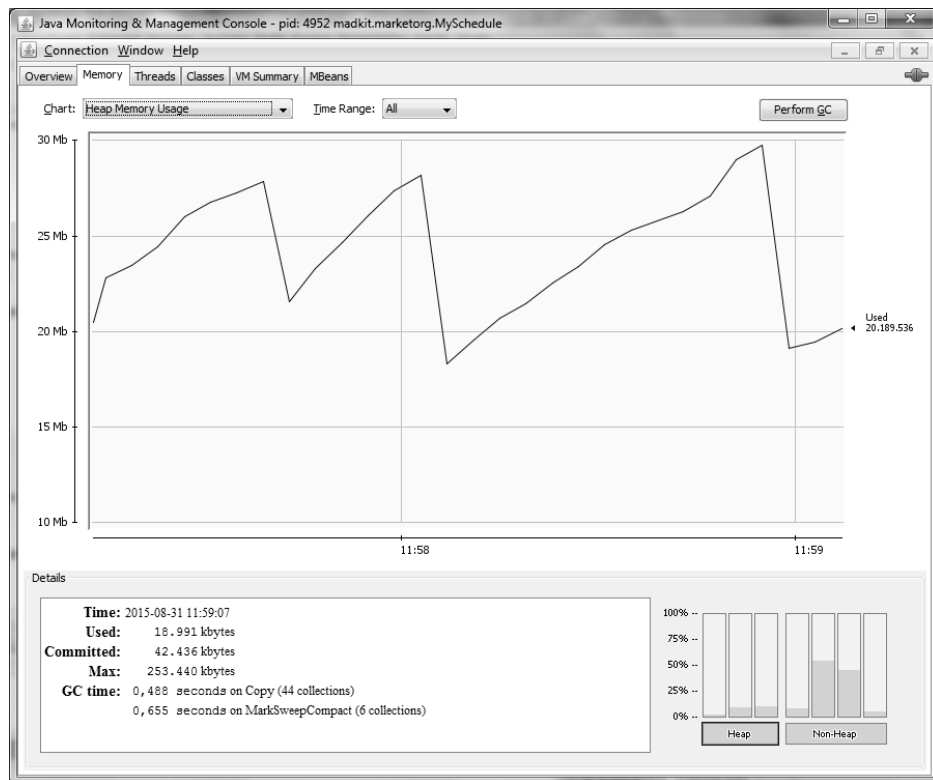 Java Monitoring & Management Console - pid: 4952 madkit.marketorg.MySchedule
Connection Window Help
Overview Memory Threads Classes VM Summary MBeans
Chart: Heap Memory Usage Time Range: All Perform GC
30 Mb
25 Mb
20 Mb
15 Mb
10 Mb
Used
20.189.536
11:58 11:59
Details
Time: 2015-08-31 11:59:07
Used: 18.991 kbytes
Committed: 42.436 kbytes
Max: 253.440 kbytes
GC time: 0,488 seconds on Copy (44 collections)
0,655 seconds on MarkSweepCompact (6 collections)
100% --
75% --
50% --
25% --
0% --
Heap Non-Heap